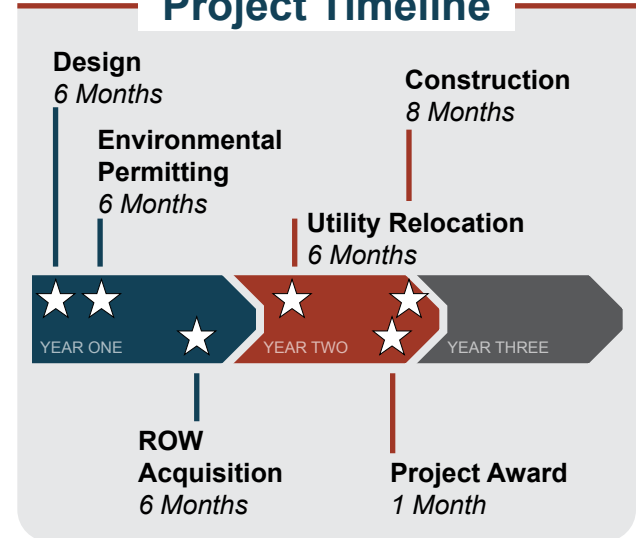 Project Timeline
Design
6 Months
Construction
8 Months
Environmental
Permitting
6 Months
Utility Relocation
6 Months
YEAR ONE
YEAR TWO
YEAR THREE
ROW
Acquisition
6 Months
Project Award
1 Month